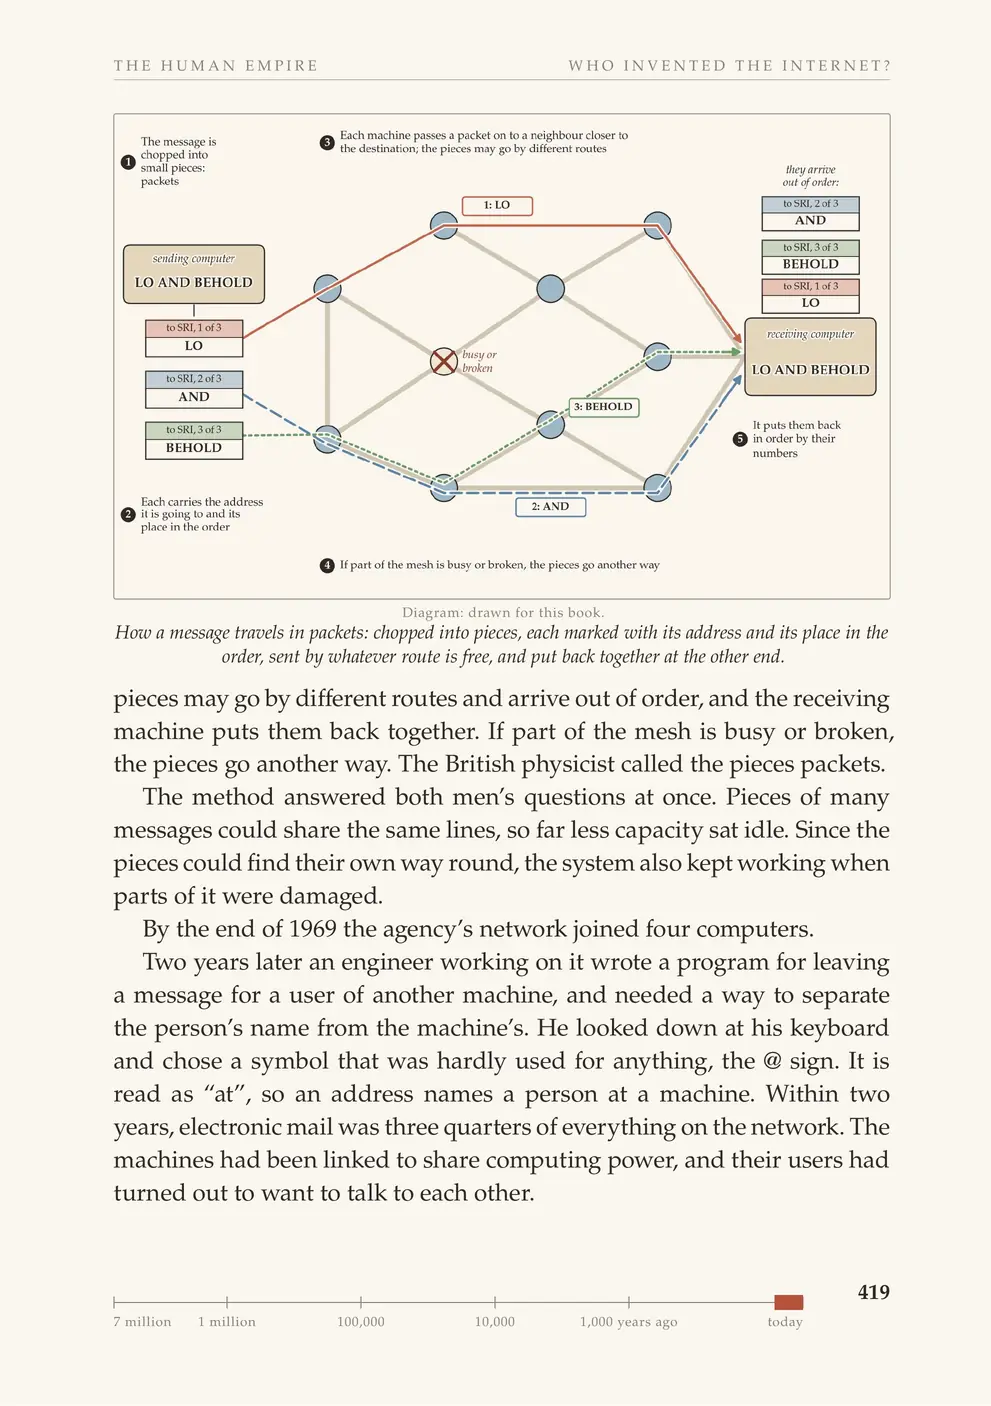 THE HUMAN EMPIRE
WHO INVENTED THE INTERNET?
1
The message is
chopped into
small pieces:
packets
3
Each machine passes a packet on to a neighbour closer to
the destination; the pieces may go by different routes
they arrive
out of order:
to SRI, 2 of 3
AND
to SRI, 3 of 3
BEHOLD
to SRI, 1 of 3
LO
1: LO
sending computer
LO AND BEHOLD
to SRI, 1 of 3
LO
to SRI, 2 of 3
AND
to SRI, 3 of 3
BEHOLD
busy or
broken
receiving computer
LO AND BEHOLD
3: BEHOLD
5
It puts them back
in order by their
numbers
2
Each carries the address
it is going to and its
place in the order
2: AND
4
If part of the mesh is busy or broken, the pieces go another way
Diagram: drawn for this book.
How a message travels in packets: chopped into pieces, each marked with its address and its place in the
order, sent by whatever route is free, and put back together at the other end.
pieces may go by different routes and arrive out of order, and the receiving
machine puts them back together. If part of the mesh is busy or broken,
the pieces go another way. The British physicist called the pieces packets.
The method answered both men’s questions at once. Pieces of many
messages could share the same lines, so far less capacity sat idle. Since the
pieces could find their own way round, the system also kept working when
parts of it were damaged.
By the end of 1969 the agency’s network joined four computers.
Two years later an engineer working on it wrote a program for leaving
a message for a user of another machine, and needed a way to separate
the person’s name from the machine’s. He looked down at his keyboard
and chose a symbol that was hardly used for anything, the @ sign. It is
read as “at”, so an address names a person at a machine. Within two
years, electronic mail was three quarters of everything on the network. The
machines had been linked to share computing power, and their users had
turned out to want to talk to each other.
419
7 million
1 million
100,000
10,000
1,000 years ago
today